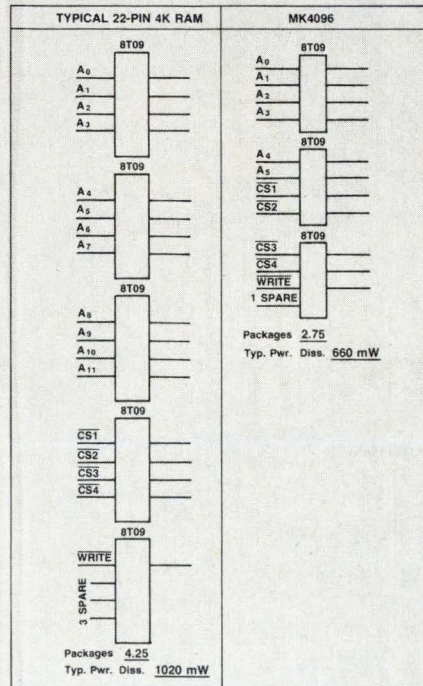 TYPICAL 22-PIN 4K RAM
8T09
A0
A1
A2
A3
8T09
A4
A5
A6
A7
8T09
A8
A9
A10
A11
8T09
CS1
CS2
CS3
CS4
8T09
WRITE
3 SPARE
Packages 4.25
Typ. Pwr. Diss. 1020 mW
MK4096
8T09
A0
A1
A2
A3
8T09
A4
A5
CS1
CS2
8T09
CS3
CS4
WRITE
1 SPARE
Packages 2.75
Typ. Pwr. Diss. 660 mW